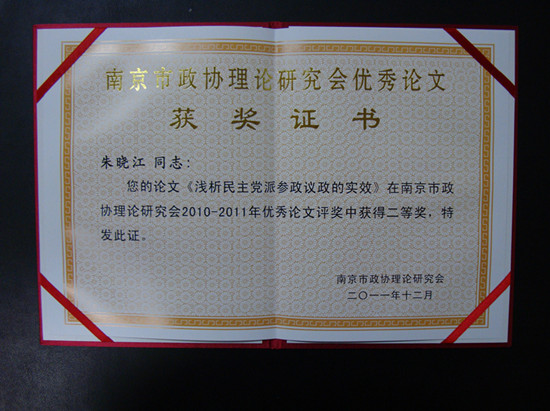 南京市政协理论研究会优秀论文
获奖证书
朱晓江 同志：
您的论文《浅析民主党派参政议政的实效》在南京市政
协理论研究会2010-2011年优秀论文评奖中获得二等奖，特
发此证。
南京市政协理论研究会
二〇一一年十二月